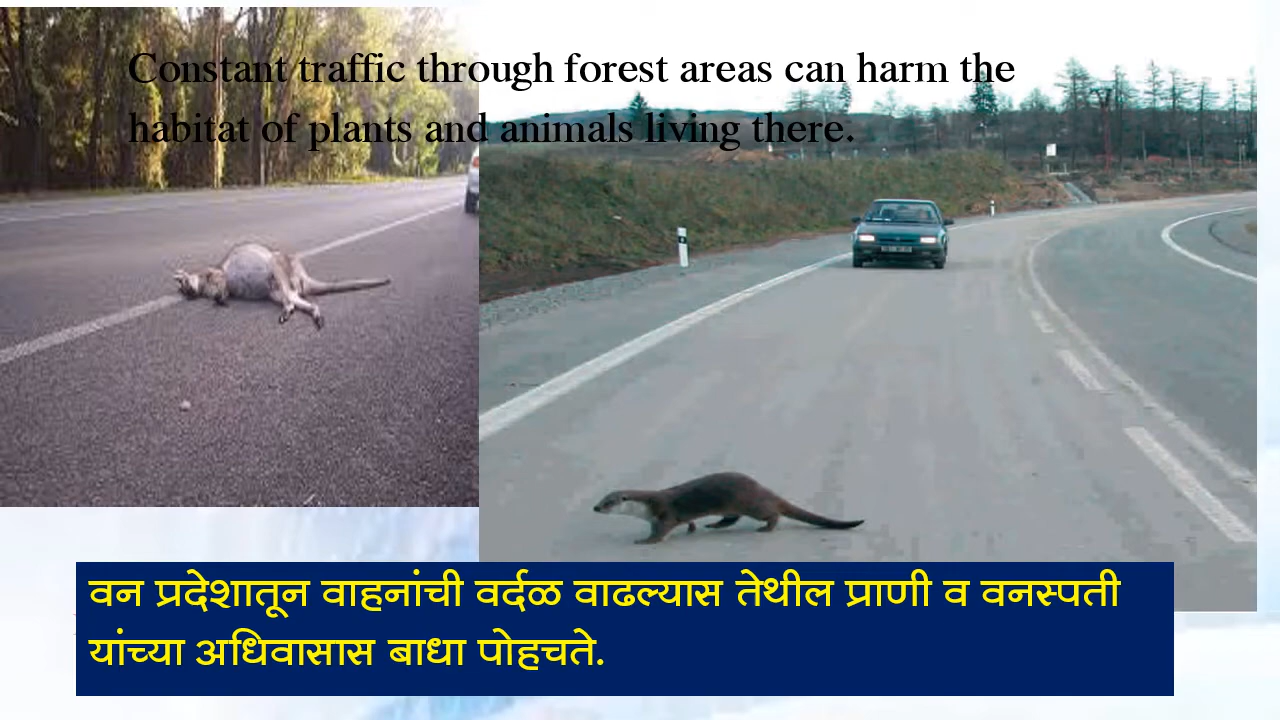 Constant traffic through forest areas can harm the
habitat of plants and animals living there.
वन प्रदेशातून वाहनांची वर्दळ वाढल्यास तेथील प्राणी व वनस्पती
यांच्या अधिवासास बाधा पोहचते.